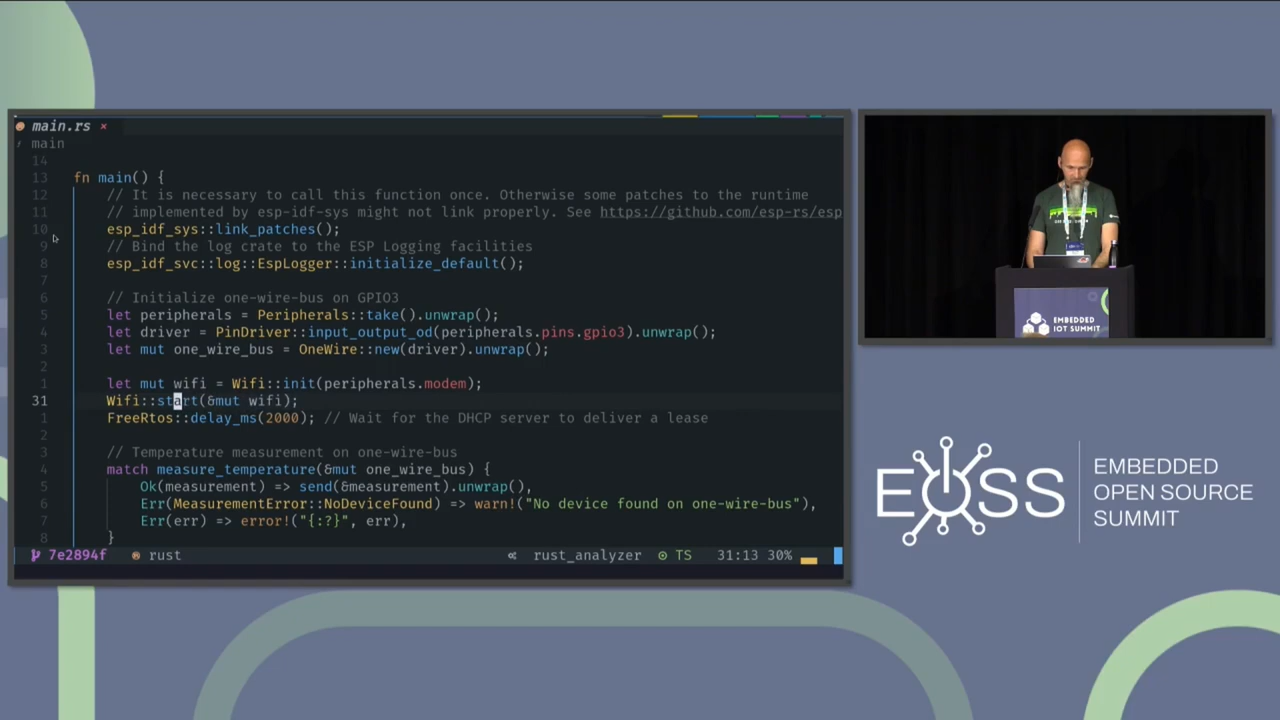 main.rs ×
main
14
13 fn main() {
12 // It is necessary to call this function once. Otherwise some patches to the runtime
11 // implemented by esp-idf-sys might not link properly. See https://github.com/esp-rs/esp
10 esp_idf_sys::link_patches();
9 // Bind the log crate to the ESP Logging facilities
8 esp_idf_svc::log::EspLogger::initialize_default();
7
6 // Initialize one-wire-bus on GPIO3
5 let peripherals = Peripherals::take().unwrap();
4 let driver = PinDriver::input_output_od(peripherals.pins.gpio3).unwrap();
3 let mut one_wire_bus = OneWire::new(driver).unwrap();
2
1 let mut wifi = Wifi::init(peripherals.modem);
31 Wifi::start(&mut wifi);
1 FreeRtos::delay_ms(2000); // Wait for the DHCP server to deliver a lease
2
3 // Temperature measurement on one-wire-bus
4 match measure_temperature(&mut one_wire_bus) {
5 Ok(measurement) => send(&measurement).unwrap(),
6 Err(MeasurementError::NoDeviceFound) => warn!("No device found on one-wire-bus"),
7 Err(err) => error!("{:?}", err),
8 }
7e2894f rust rust_analyzer TS 31:13 30%
EMBEDDED
IOT SUMMIT
EOSS
EMBEDDED
OPEN SOURCE
SUMMIT